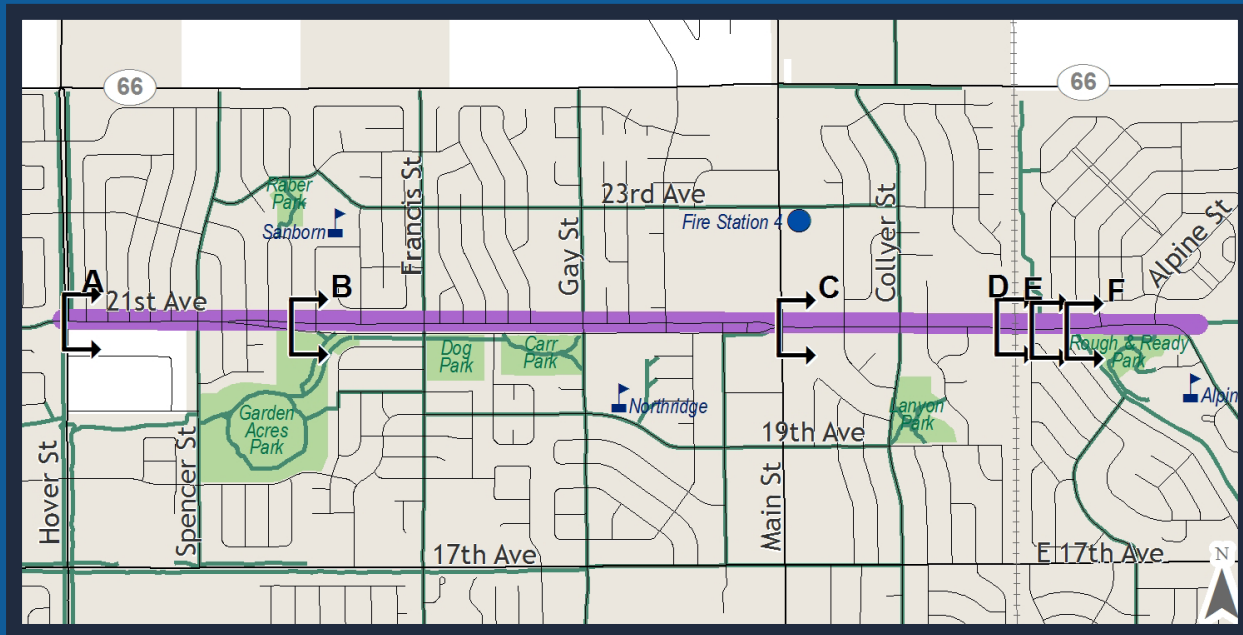 66
66
Raper
Park
Sanborn
Francis St
23rd Ave
Fire Station 4
Gay St
Collyer St
Alpine St
A
21st Ave
B
C
D
E
F
Dog
Park
Carr
Park
Rough & Ready
Park
Garden
Acres
Park
Northridge
Lanyon
Park
Alpin
19th Ave
Hover St
Spencer St
Main St
17th Ave
E 17th Ave
N